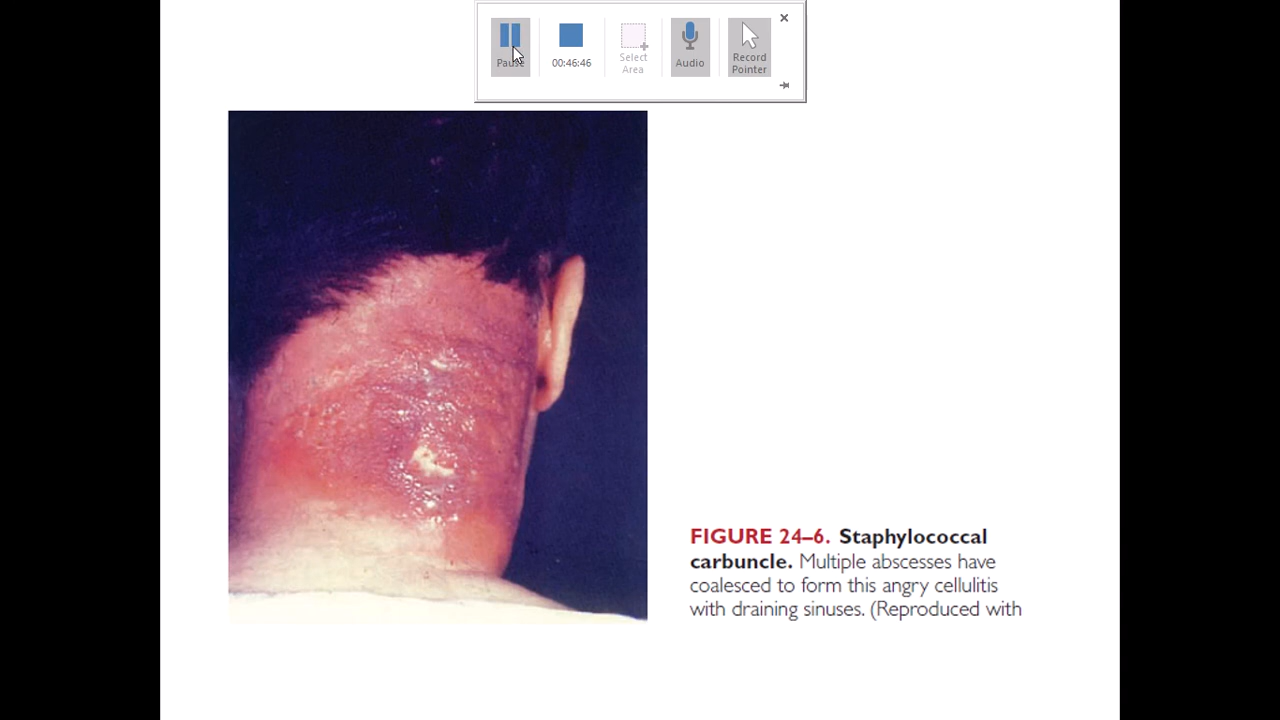 Pause
00:46:46
Select
Area
Audio
Record
Pointer
FIGURE 24–6. Staphylococcal
carbuncle. Multiple abscesses have
coalesced to form this angry cellulitis
with draining sinuses. (Reproduced with